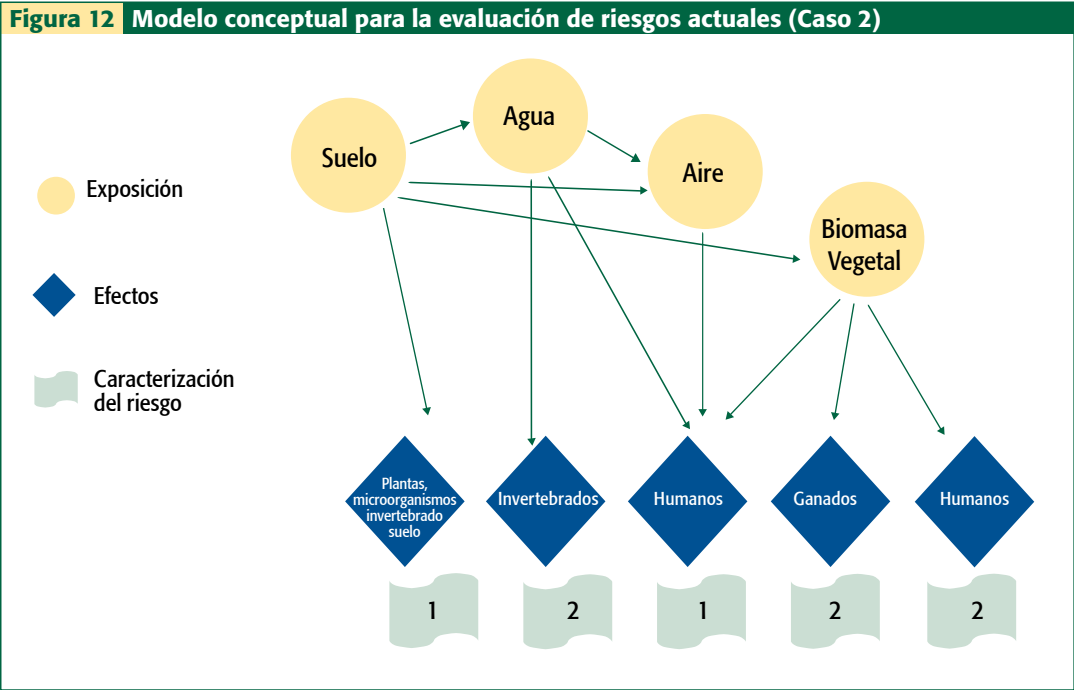 Figura 12 Modelo conceptual para la evaluación de riesgos actuales (Caso 2)
Suelo
Agua
Aire
Biomasa
Vegetal
Exposición
Efectos
Caracterización
del riesgo
Plantas,
microorganismos
invertebrado
suelo
Invertebrados
Humanos
Ganados
Humanos
1
2
1
2
2